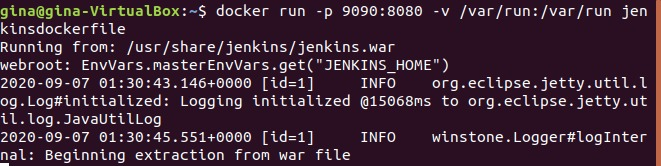 gina@gina-VirtualBox:~$ docker run -p 9090:8080 -v /var/run:/var/run jen
kinsdockerfile
Running from: /usr/share/jenkins/jenkins.war
webroot: EnvVars.masterEnvVars.get("JENKINS_HOME")
2020-09-07 01:30:43.146+0000 [id=1]     INFO    org.eclipse.jetty.util.l
og.Log#initialized: Logging initialized @15068ms to org.eclipse.jetty.ut
il.log.JavaUtilLog
2020-09-07 01:30:45.551+0000 [id=1]     INFO    winstone.Logger#logInter
nal: Beginning extraction from war file